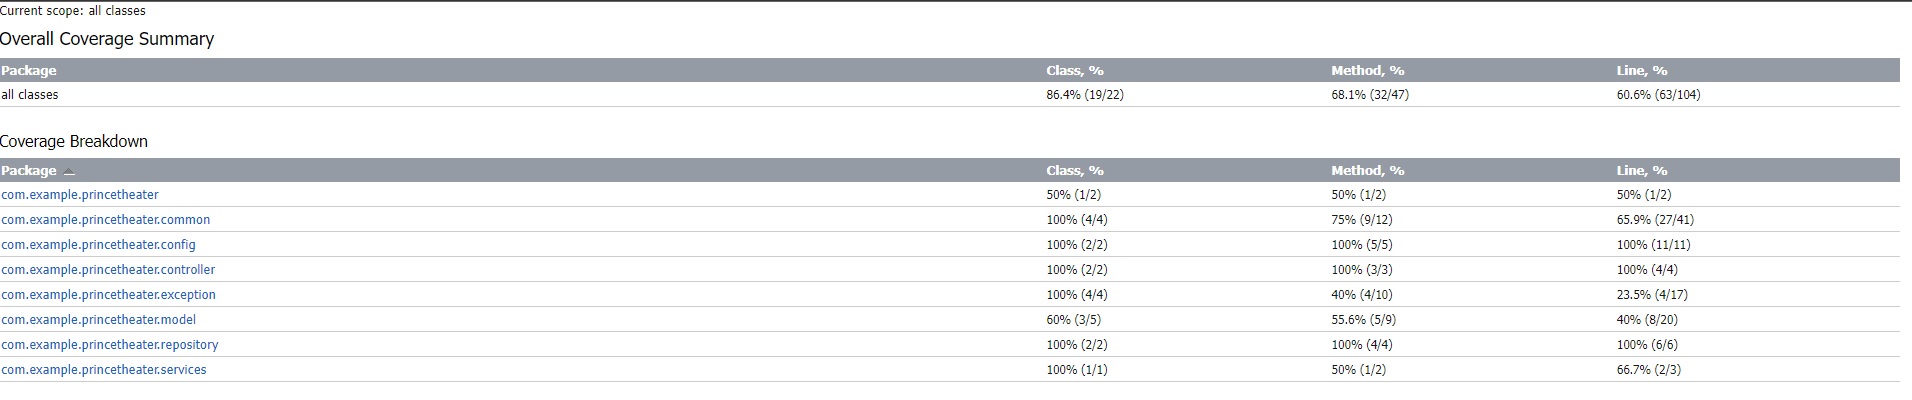 Current scope: all classes
Overall Coverage Summary
Package Class, % Method, % Line, %
all classes 86.4% (19/22) 68.1% (32/47) 60.6% (63/104)
Coverage Breakdown
Package Class, % Method, % Line, %
com.example.princetheater 50% (1/2) 50% (1/2) 50% (1/2)
com.example.princetheater.common 100% (4/4) 75% (9/12) 65.9% (27/41)
com.example.princetheater.config 100% (2/2) 100% (5/5) 100% (11/11)
com.example.princetheater.controller 100% (2/2) 100% (3/3) 100% (4/4)
com.example.princetheater.exception 100% (4/4) 40% (4/10) 23.5% (4/17)
com.example.princetheater.model 60% (3/5) 55.6% (5/9) 40% (8/20)
com.example.princetheater.repository 100% (2/2) 100% (4/4) 100% (6/6)
com.example.princetheater.services 100% (1/1) 50% (1/2) 66.7% (2/3)